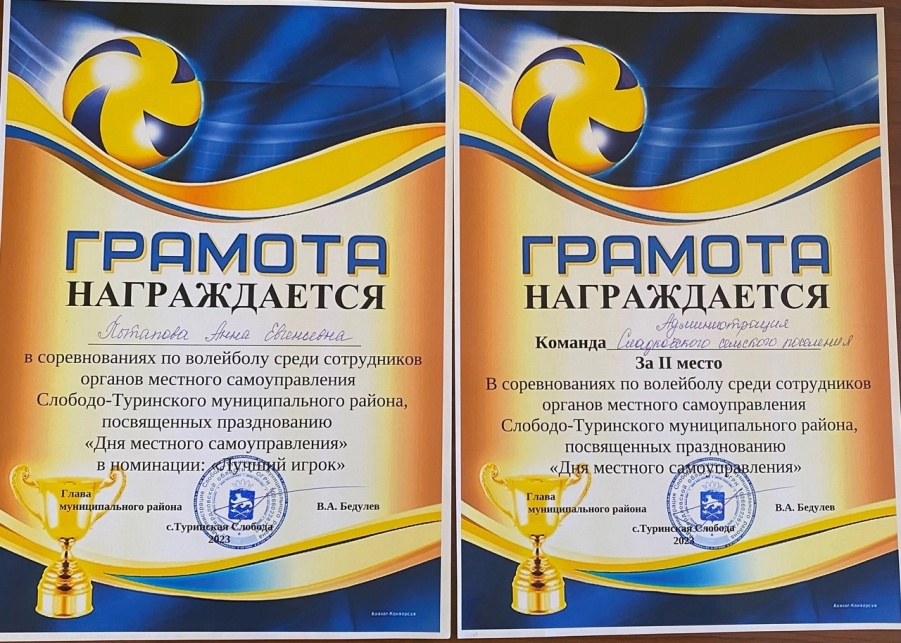 ГРАМОТА
НАГРАЖДАЕТСЯ
Потапова Анна Евгеньевна
в соревнованиях по волейболу среди сотрудников
органов местного самоуправления
Слободо-Туринского муниципального района,
посвященных празднованию
«Дня местного самоуправления»
в номинации: «Лучший игрок»
Глава
муниципального района
В.А. Бедулев
с.Туринская Слобода
2023
ГРАМОТА
НАГРАЖДАЕТСЯ
Администрация
Команда Сладковского сельского поселения
За II место
В соревнованиях по волейболу среди сотрудников
органов местного самоуправления
Слободо-Туринского муниципального района,
посвященных празднованию
«Дня местного самоуправления»
Глава
муниципального района
В.А. Бедулев
с.Туринская Слобода
2023